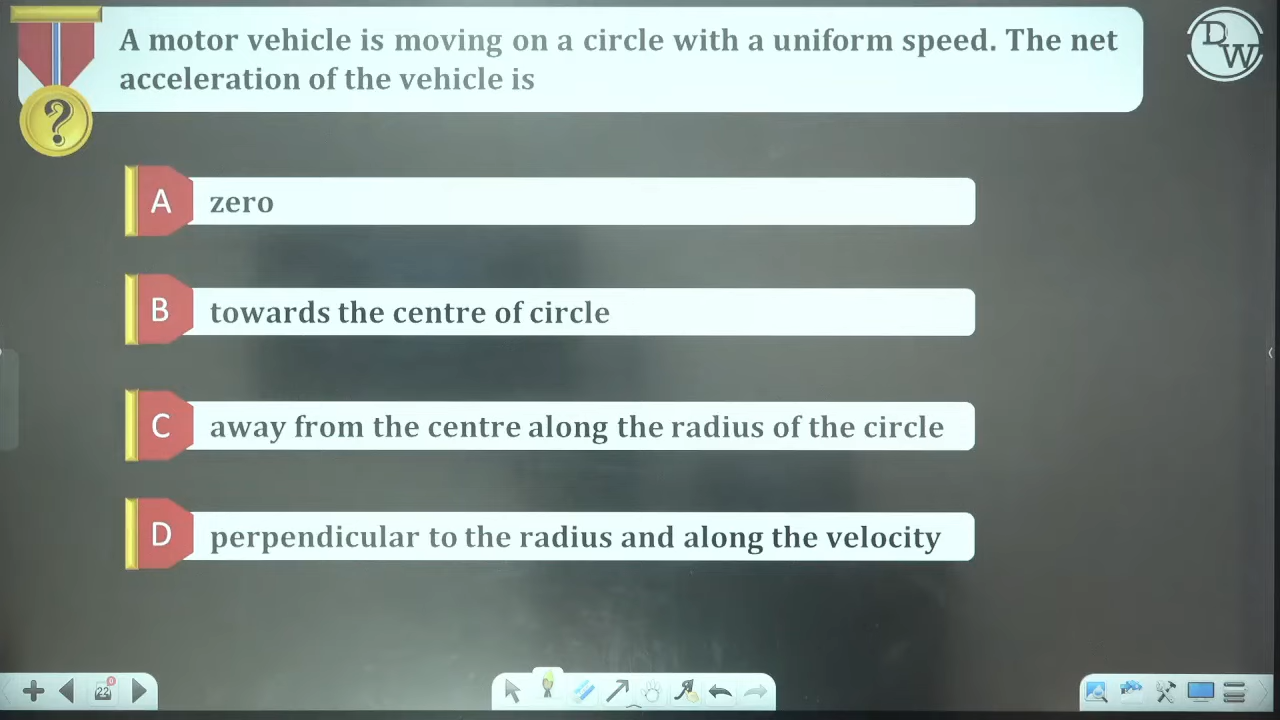 A motor vehicle is moving on a circle with a uniform speed. The net
acceleration of the vehicle is
DW
?
A zero
B towards the centre of circle
C away from the centre along the radius of the circle
D perpendicular to the radius and along the velocity
22